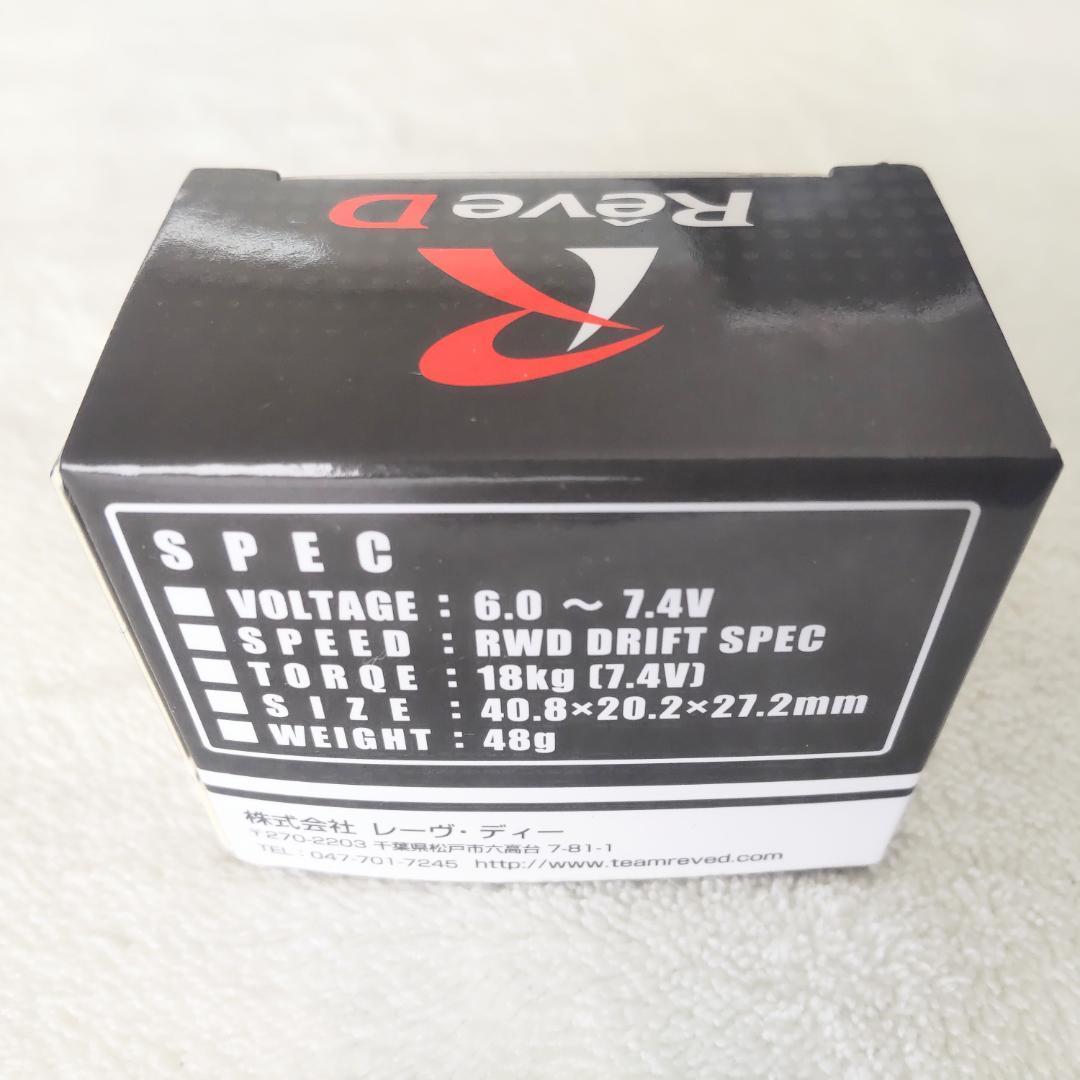 Rêve D
SPEC
VOLTAGE : 6.0 ～ 7.4V
SPEED : RWD DRIFT SPEC
TORQE : 18kg (7.4V)
SIZE : 40.8×20.2×27.2mm
WEIGHT : 48g
株式会社 レーヴ・ディー
〒270-2203 千葉県松戸市六高台 7-81-1
TEL : 047-701-7245 http://www.teamreved.com